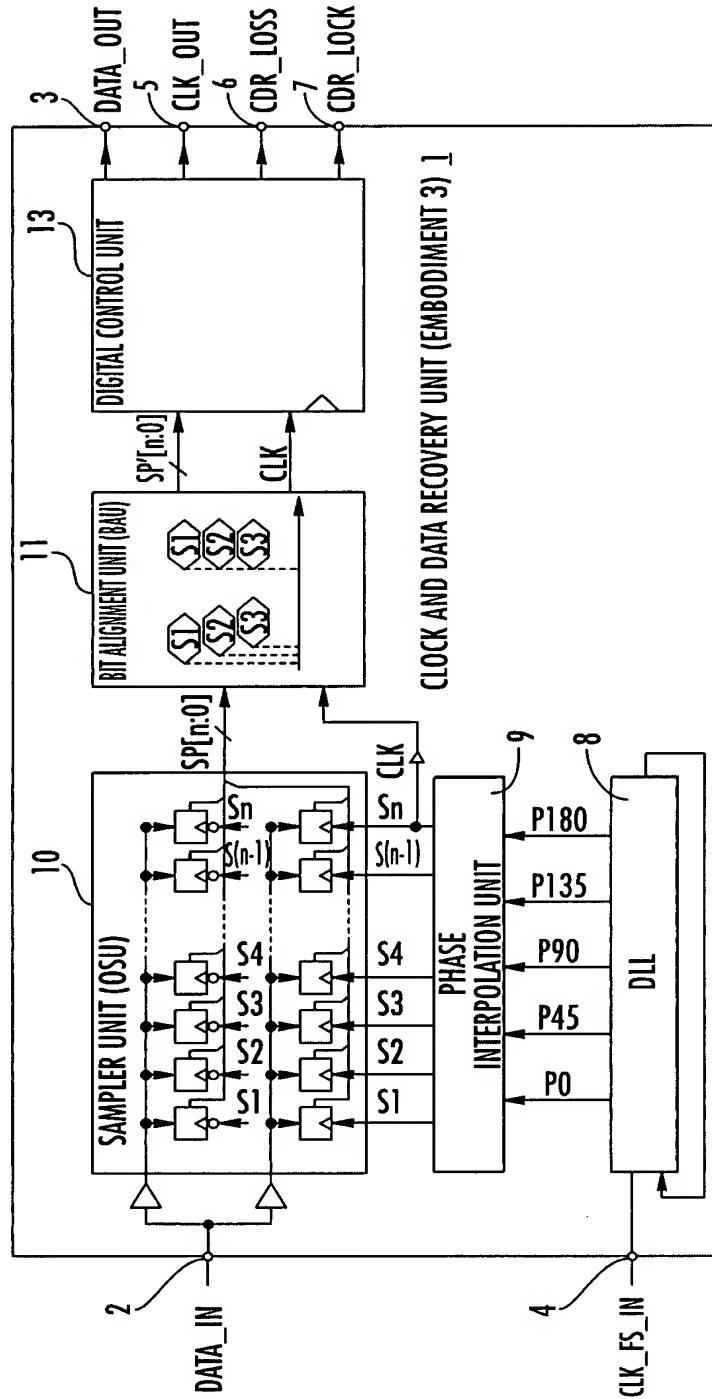 CLOCK AND DATA RECOVERY UNIT (EMBODIMENT 3) 1
DATA_IN
2
CLK_FS_IN
4
10
SAMPLER UNIT (OSU)
S1
S2
S3
S4
S(n-1)
Sn
S1
S2
S3
S4
S(n-1)
Sn
SP[n:0]
CLK
PHASE
INTERPOLATION UNIT
9
P0
P45
P90
P135
P180
DLL
8
11
BIT ALIGNMENT UNIT (BAU)
S1
S2
S3
S1
S2
S3
SP'[n:0]
CLK
13
DIGITAL CONTROL UNIT
3
DATA_OUT
5
CLK_OUT
6
CDR_LOSS
7
CDR_LOCK